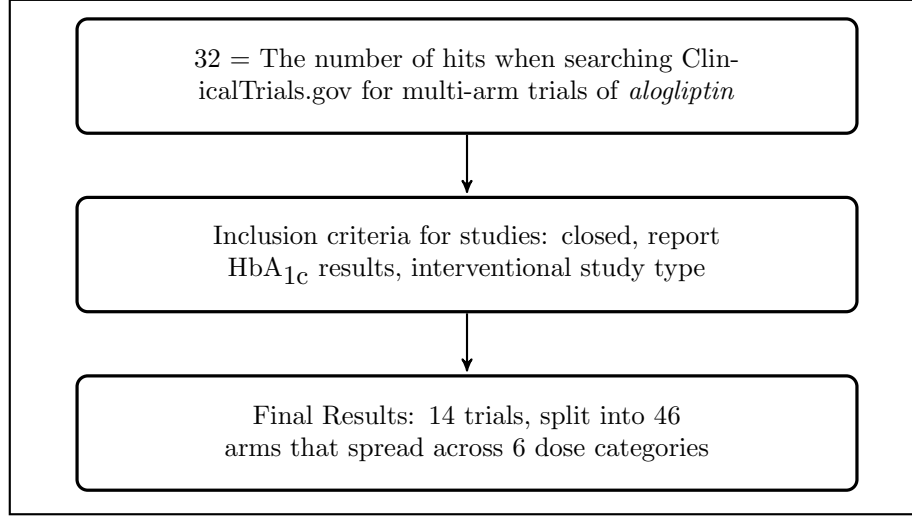 32 = The number of hits when searching Clin-
icalTrials.gov for multi-arm trials of alogliptin
Inclusion criteria for studies: closed, report
HbA1c results, interventional study type
Final Results: 14 trials, split into 46
arms that spread across 6 dose categories